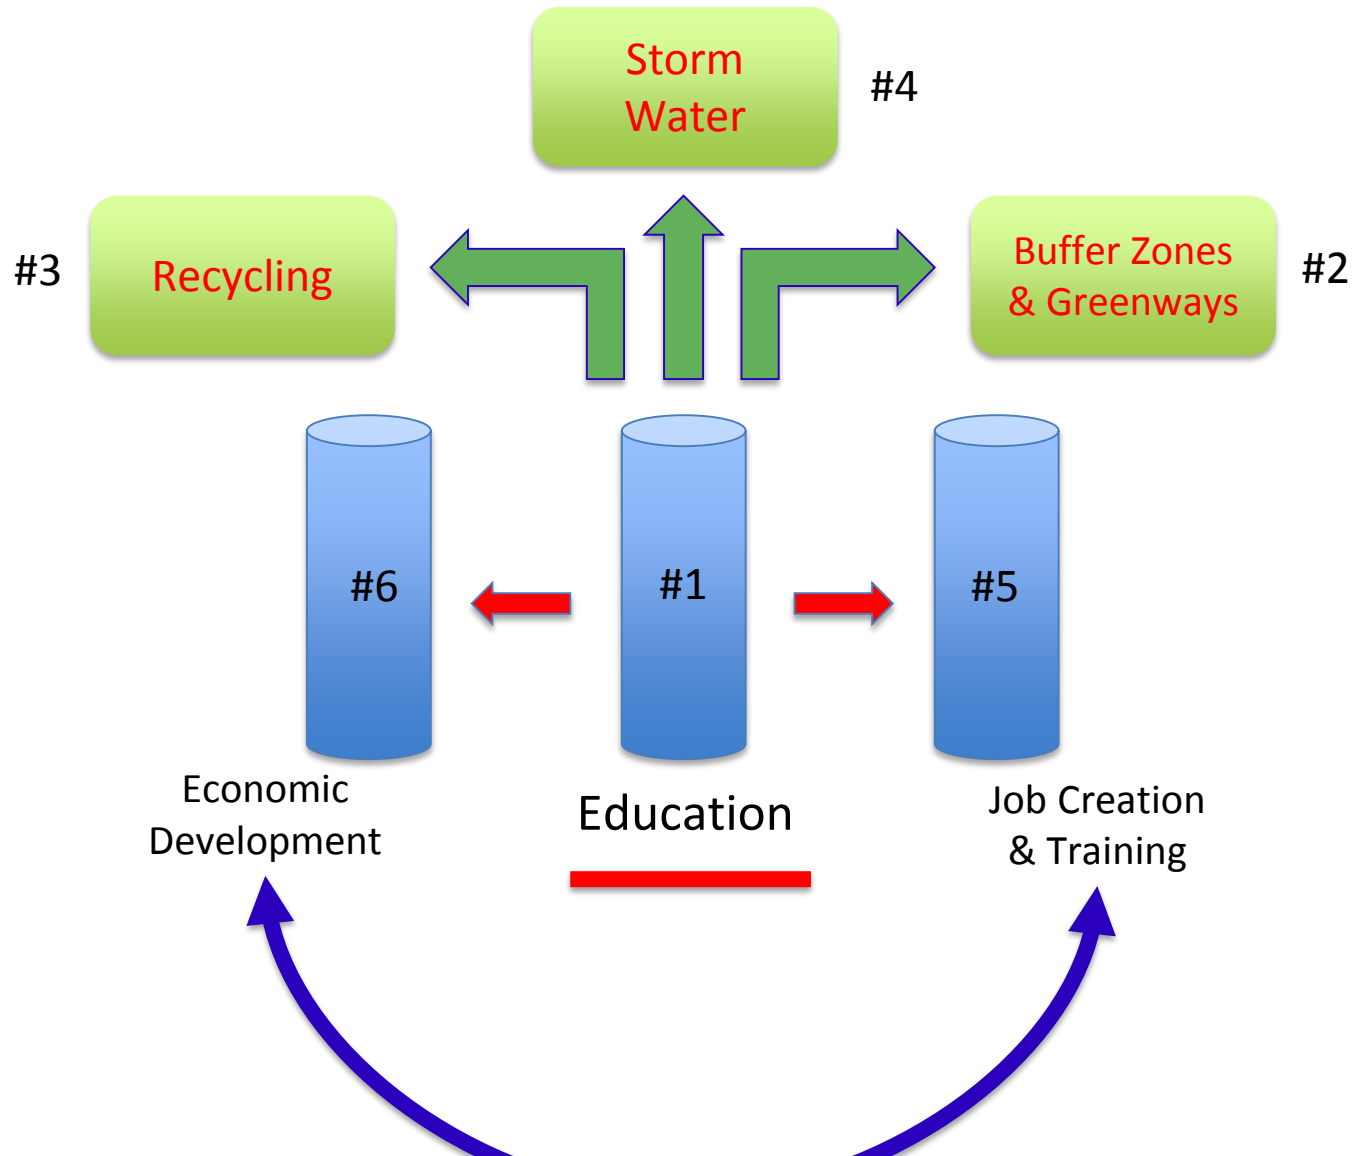 Storm
Water
#4
#3
Recycling
Buffer Zones
& Greenways
#2
#6
#1
#5
Economic
Development
Education
Job Creation
& Training